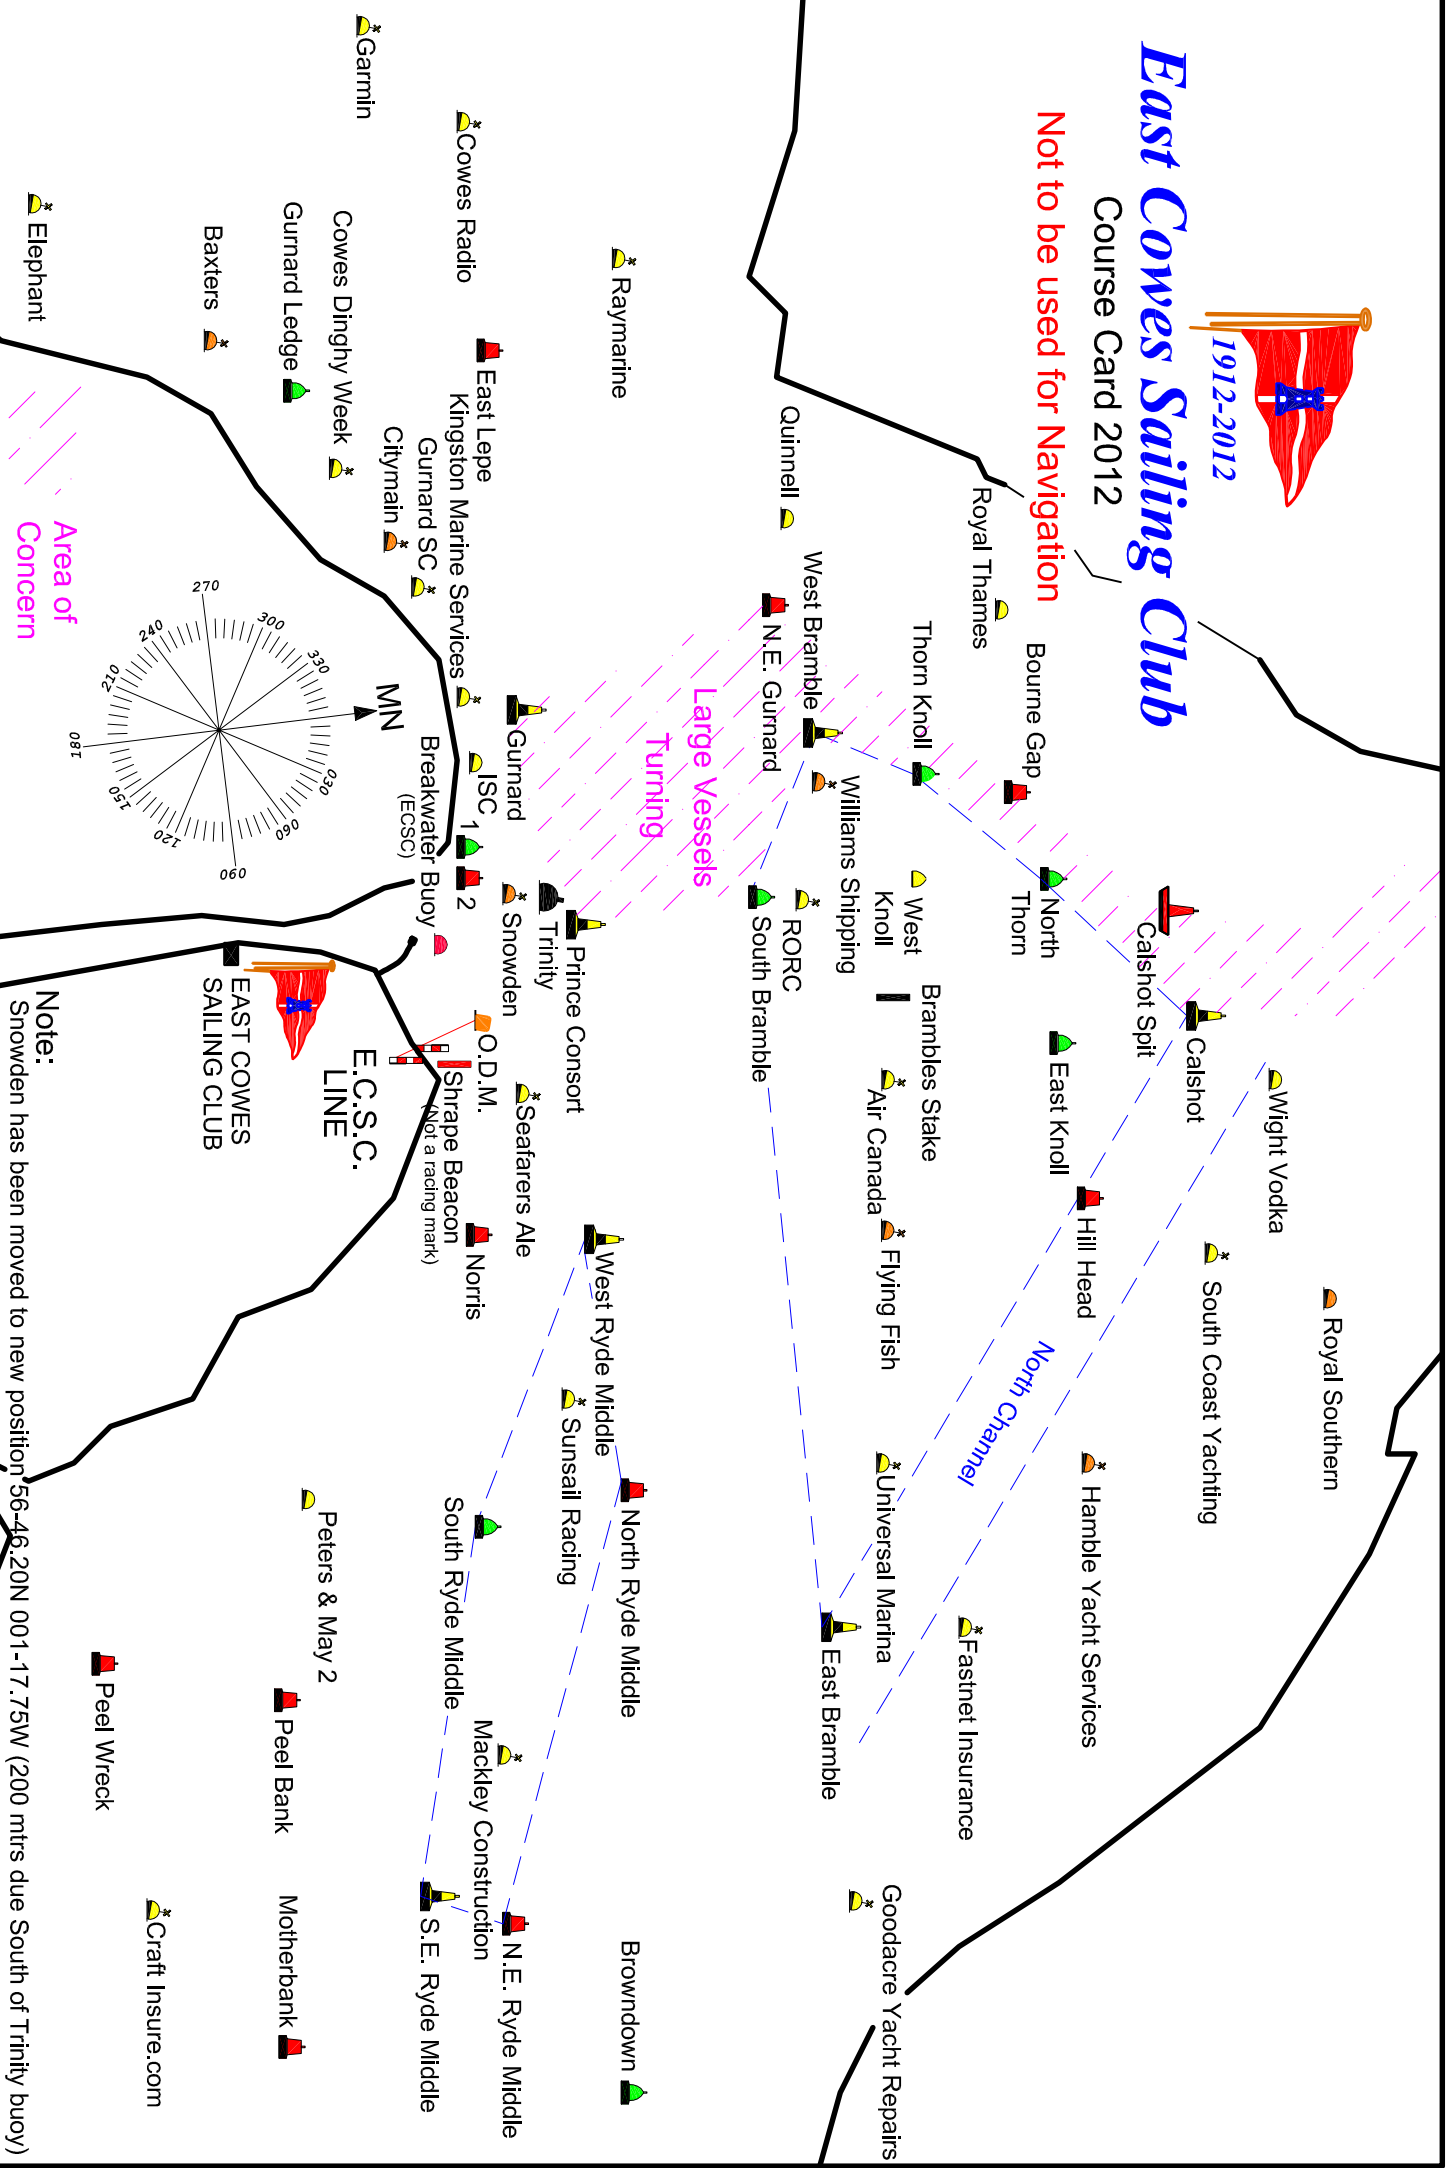 1912-2012
East Cowes Sailing Club
Course Card 2012
Not to be used for Navigation
Royal Southern
Wight Vodka
South Coast Yachting
Calshot
Calshot Spit
Hamble Yacht Services
Hill Head
East Knoll
North
Thorn
Bourne Gap
Royal Thames
North Channel
Fastnet Insurance
Thorn Knoll
West
Knoll
Brambles Stake
Air Canada
Flying Fish
Universal Marina
Goodacre Yacht Repairs
West Bramble
Williams Shipping
RORC
South Bramble
East Bramble
Quinnell
N.E. Gurnard
Large Vessels
Turning
Raymarine
Browndown
North Ryde Middle
West Ryde Middle
Sunsail Racing
Prince Consort
Trinity
Snowden
Seafarers Ale
Gurnard
East Lepe
Cowes Radio
Kingston Marine Services
ISC
1
2
O.D.M.
Norris
Shrape Beacon
(Not a racing mark)
South Ryde Middle
Mackley Construction
N.E. Ryde Middle
S.E. Ryde Middle
Gurnard SC
Citymain
Breakwater Buoy
(ECSC)
Garmin
Cowes Dinghy Week
Gurnard Ledge
Baxters
Elephant
E.C.S.C.
LINE
EAST COWES
SAILING CLUB
Peters & May 2
Peel Bank
Motherbank
Peel Wreck
Craft Insure.com
MN
030
060
090
120
150
180
210
240
270
300
330
Area of
Concern
Note:
Snowden has been moved to new position 56-46.20N 001-17.75W (200 mtrs due South of Trinity buoy)